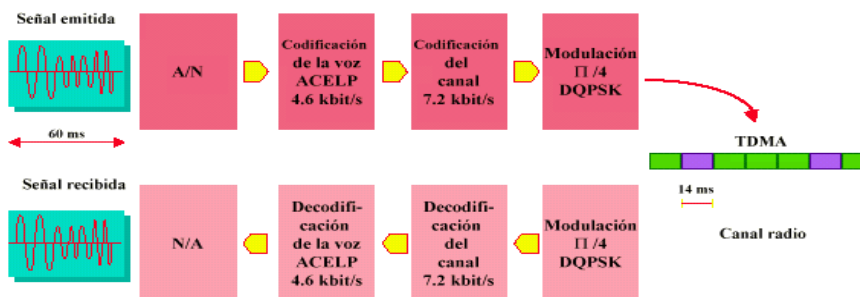 Señal emitida
60 ms
A/N
Codificación
de la voz
ACELP
4.6 kbit/s
Codificación
del
canal
7.2 kbit/s
Modulación
Π /4
DQPSK
TDMA
14 ms
Canal radio
Señal recibida
N/A
Decodifi-
cación
de la voz
ACELP
4.6 kbit/s
Decodifi-
cación
del
canal
7.2 kbit/s
Modulación
Π /4
DQPSK